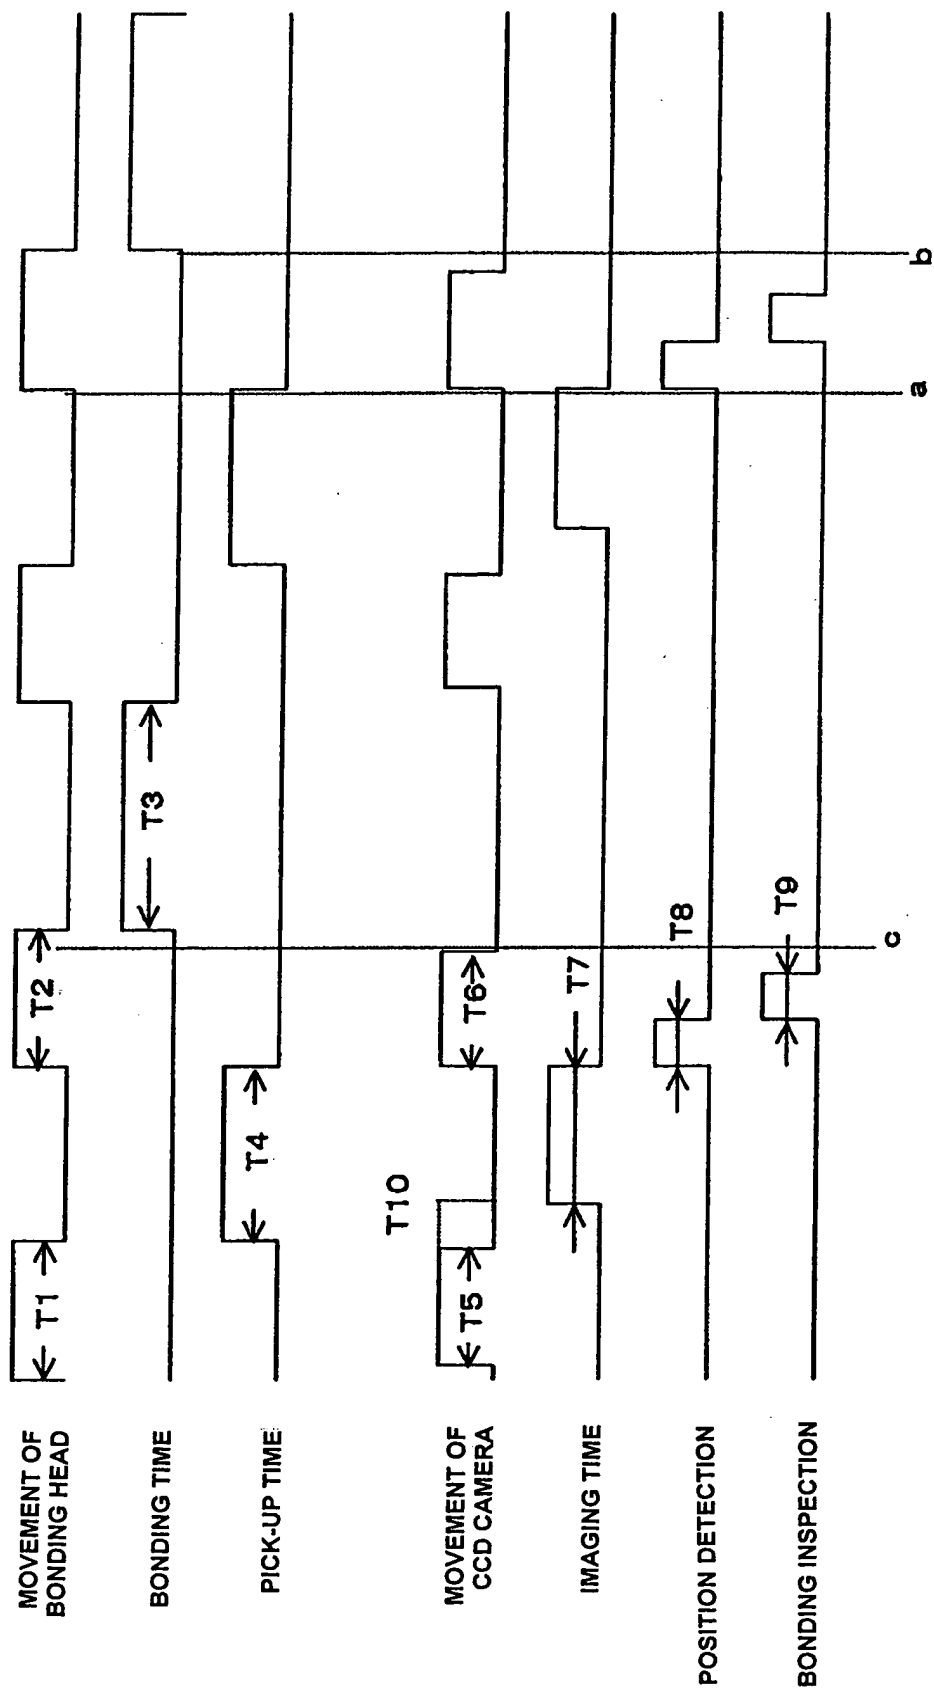 MOVEMENT OF
BONDING HEAD
T1
T2
BONDING TIME
T3
PICK-UP TIME
T4
MOVEMENT OF
CCD CAMERA
T5
T10
T6
IMAGING TIME
T7
POSITION DETECTION
T8
BONDING INSPECTION
T9
c
a
b